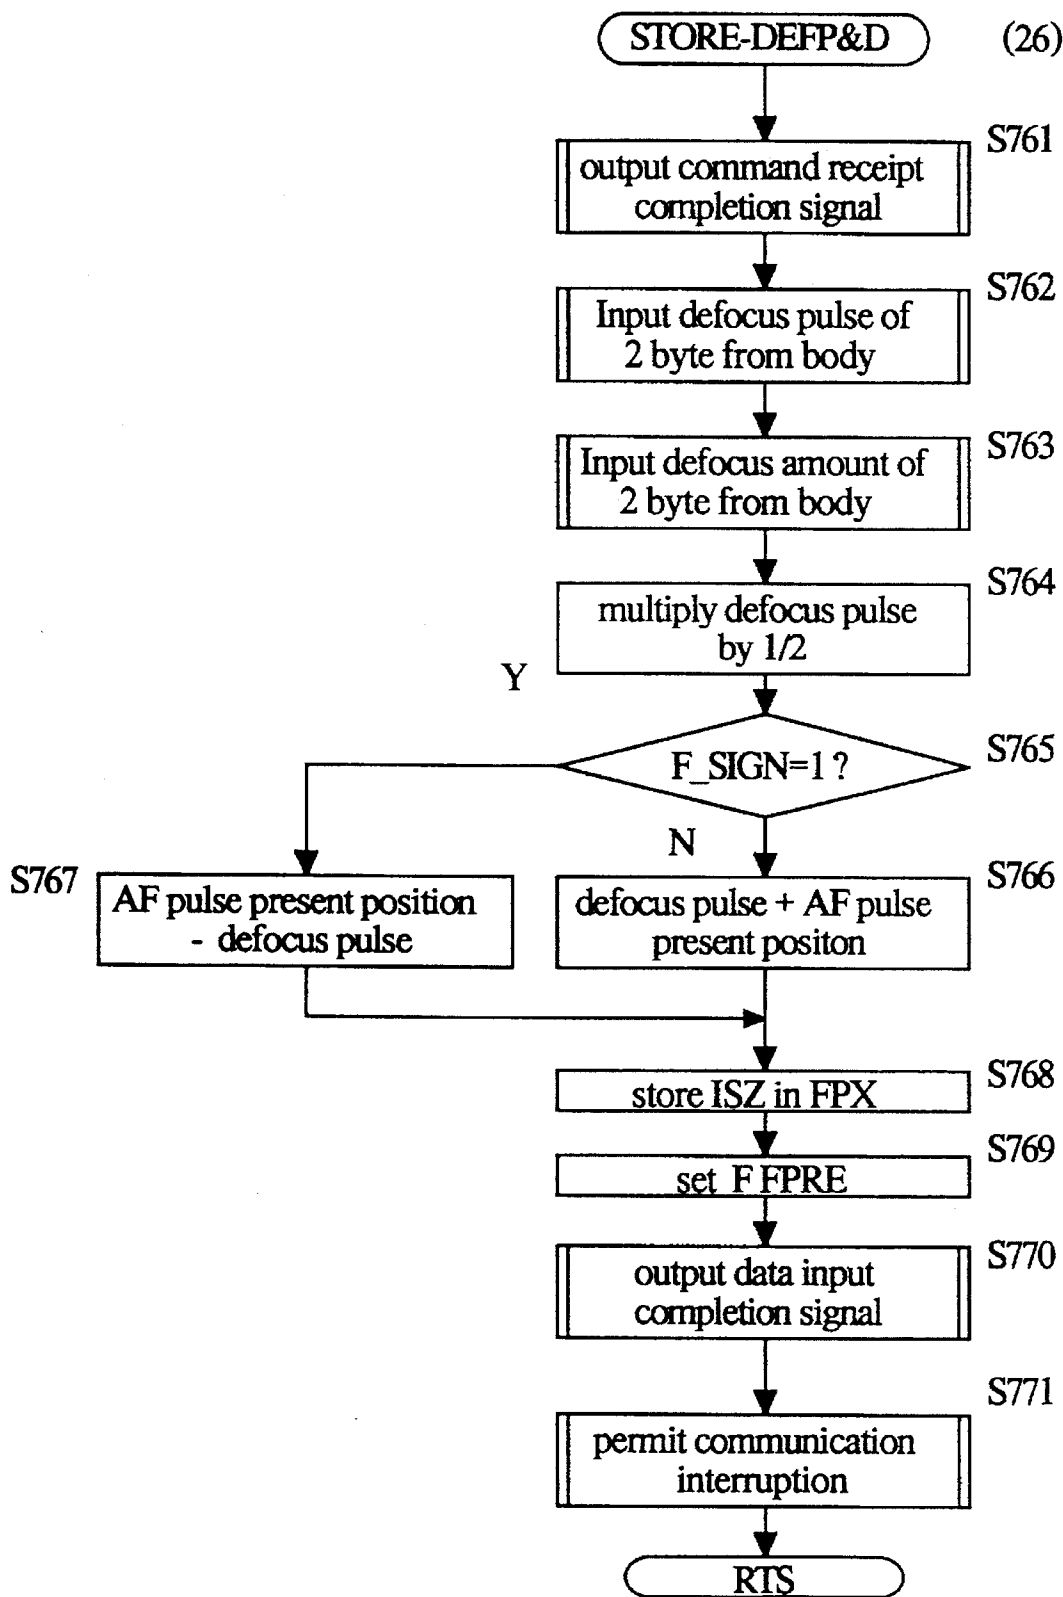 STORE-DEFP&D
(26)
S761
output command receipt
completion signal
S762
Input defocus pulse of
2 byte from body
S763
Input defocus amount of
2 byte from body
S764
multiply defocus pulse
by 1/2
Y
S765
F_SIGN=1 ?
N
S767
AF pulse present position
- defocus pulse
S766
defocus pulse + AF pulse
present positon
S768
store ISZ in FPX
S769
set F FPRE
S770
output data input
completion signal
S771
permit communication
interruption
RTS